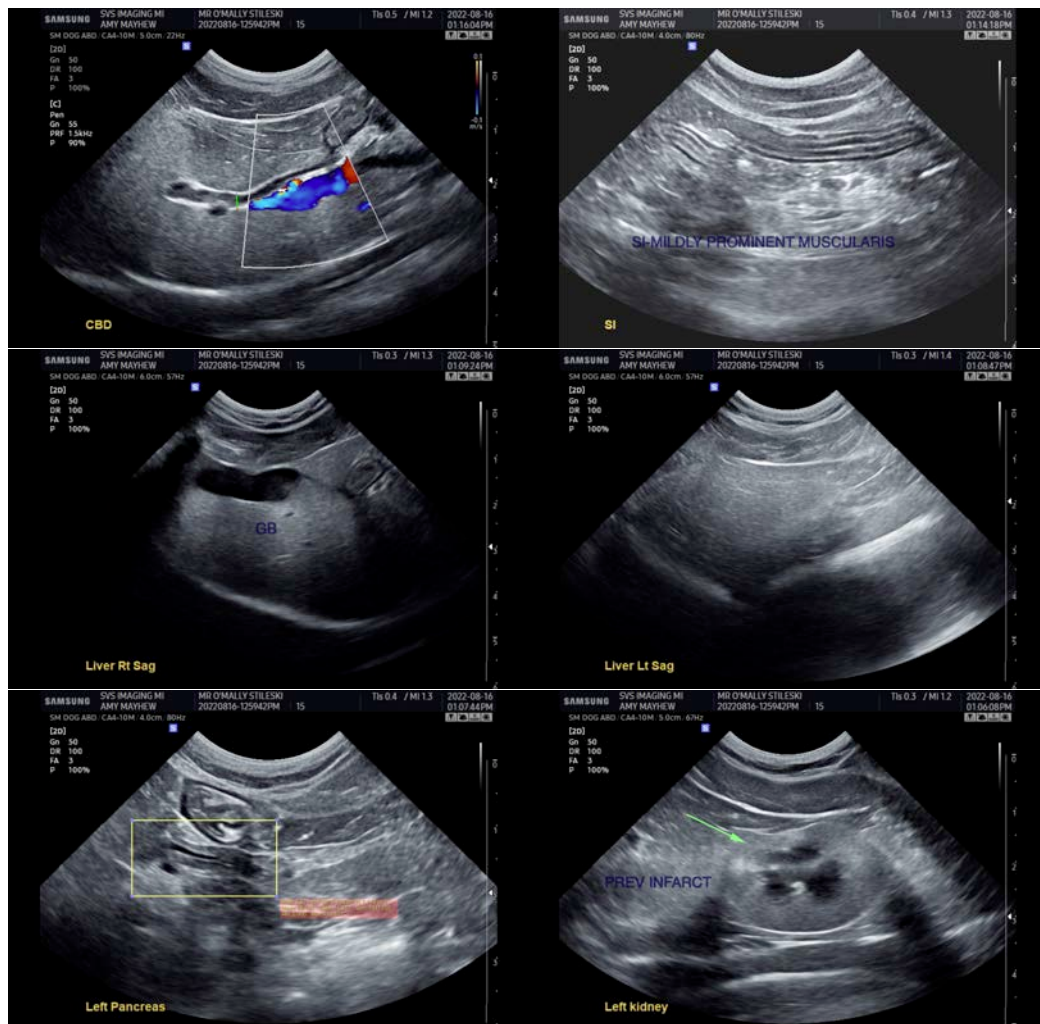 SAMSUNG
SVS IMAGING MI
AMY MAYHEW
MR O'MALLY STILESKI
20220816-125942PM
15
TIs 0.5 / MI 1.2
2022-08-16
01:16:04PM
SM DOG ABD / CA4-10M / 5.0cm / 22Hz
[2D]
Gn 50
DR 100
FA 3
P 100%
[C]
Pen
Gn 55
PRF 1.5kHz
P 90%
0.1
-0.1
m/s
CBD
SAMSUNG
SVS IMAGING MI
AMY MAYHEW
MR O'MALLY STILESKI
20220816-125942PM
15
TIs 0.4 / MI 1.3
2022-08-16
01:14:18PM
SM DOG ABD / CA4-10M / 4.0cm / 80Hz
[2D]
Gn 50
DR 100
FA 3
P 100%
SI-MILDLY PROMINENT MUSCULARIS
SI
SAMSUNG
SVS IMAGING MI
AMY MAYHEW
MR O'MALLY STILESKI
20220816-125942PM
15
TIs 0.3 / MI 1.3
2022-08-16
01:09:24PM
SM DOG ABD / CA4-10M / 6.0cm / 57Hz
[2D]
Gn 50
DR 100
FA 3
P 100%
GB
Liver Rt Sag
SAMSUNG
SVS IMAGING MI
AMY MAYHEW
MR O'MALLY STILESKI
20220816-125942PM
15
TIs 0.3 / MI 1.4
2022-08-16
01:08:47PM
SM DOG ABD / CA4-10M / 6.0cm / 57Hz
[2D]
Gn 50
DR 100
FA 3
P 100%
Liver Lt Sag
SAMSUNG
SVS IMAGING MI
AMY MAYHEW
MR O'MALLY STILESKI
20220816-125942PM
15
TIs 0.4 / MI 1.3
2022-08-16
01:07:44PM
SM DOG ABD / CA4-10M / 4.0cm / 80Hz
[2D]
Gn 50
DR 100
FA 3
P 100%
Left Pancreas
SAMSUNG
SVS IMAGING MI
AMY MAYHEW
MR O'MALLY STILESKI
20220816-125942PM
15
TIs 0.3 / MI 1.2
2022-08-16
01:06:08PM
SM DOG ABD / CA4-10M / 5.0cm / 67Hz
[2D]
Gn 50
DR 100
FA 3
P 100%
PREV INFARCT
Left kidney